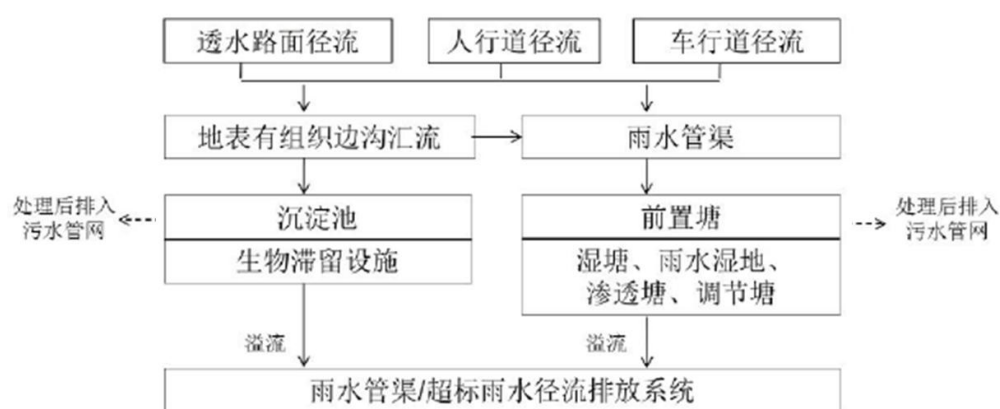 透水路面径流
人行道径流
车行道径流
地表有组织边沟汇流
雨水管渠
处理后排入
污水管网
沉淀池
前置塘
处理后排入
污水管网
生物滞留设施
湿塘、雨水湿地、
渗透塘、调节塘
溢流
溢流
雨水管渠/超标雨水径流排放系统